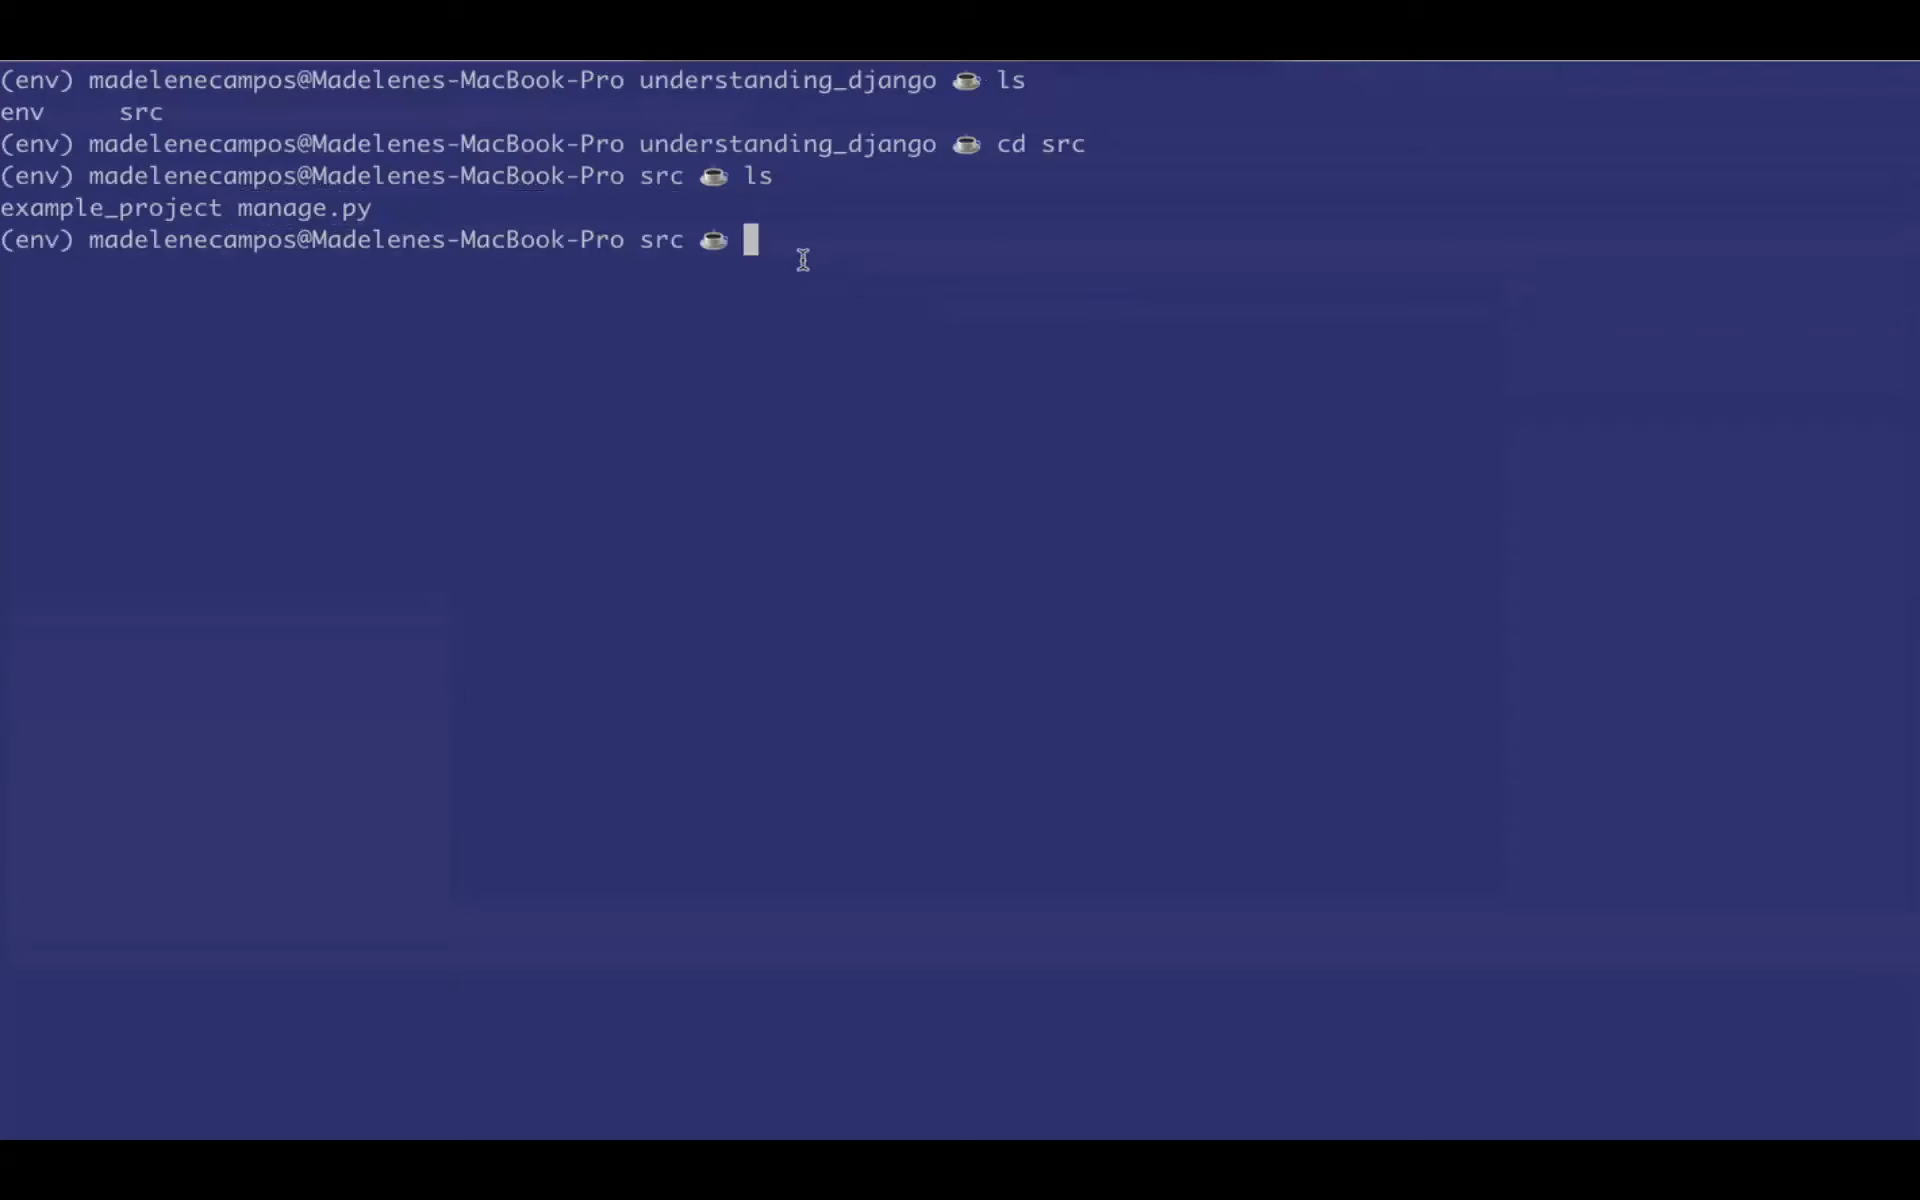 (env) madelenecampos@Madelenes-MacBook-Pro understanding_django ☕ ls
env     src
(env) madelenecampos@Madelenes-MacBook-Pro understanding_django ☕ cd src
(env) madelenecampos@Madelenes-MacBook-Pro src ☕ ls
example_project manage.py
(env) madelenecampos@Madelenes-MacBook-Pro src ☕